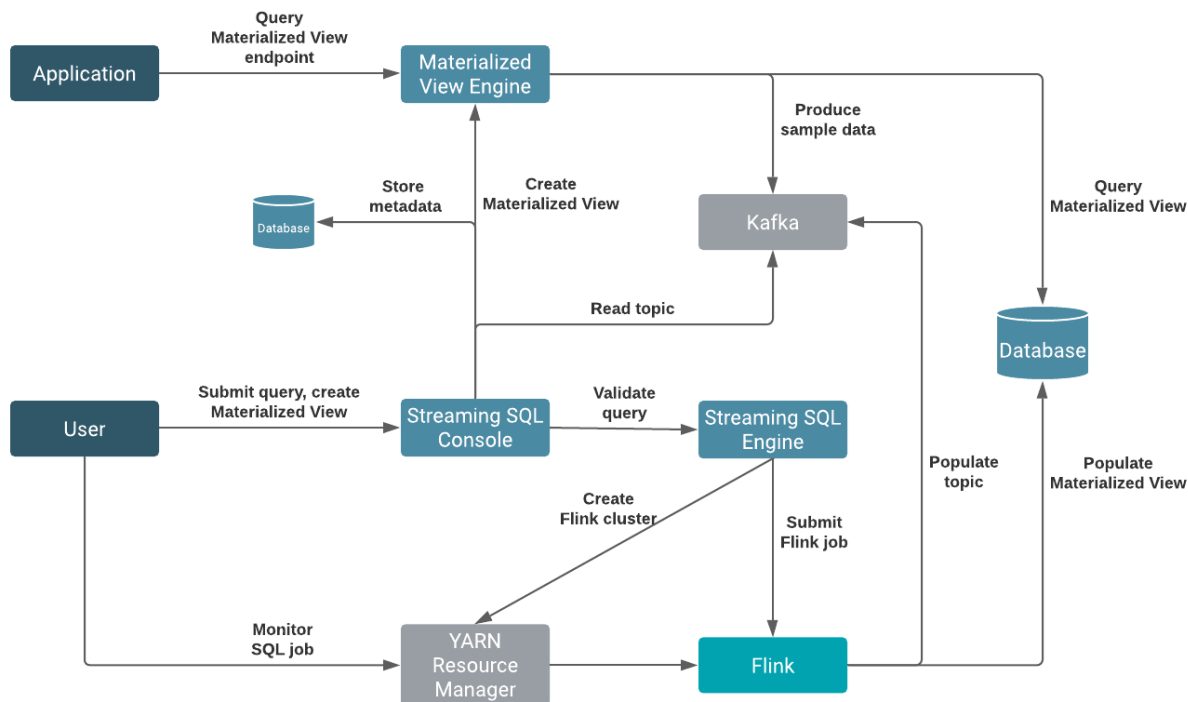 Query
Materialized View
endpoint
Application
Materialized
View Engine
Produce
sample data
Store
metadata
Create
Materialized View
Query
Materialized View
Database
Kafka
Read topic
Database
Submit query, create
Materialized View
Validate
query
User
Streaming SQL
Console
Streaming SQL
Engine
Populate
topic
Populate
Materialized View
Create
Flink cluster
Submit
Flink job
Monitor
SQL job
YARN
Resource
Manager
Flink